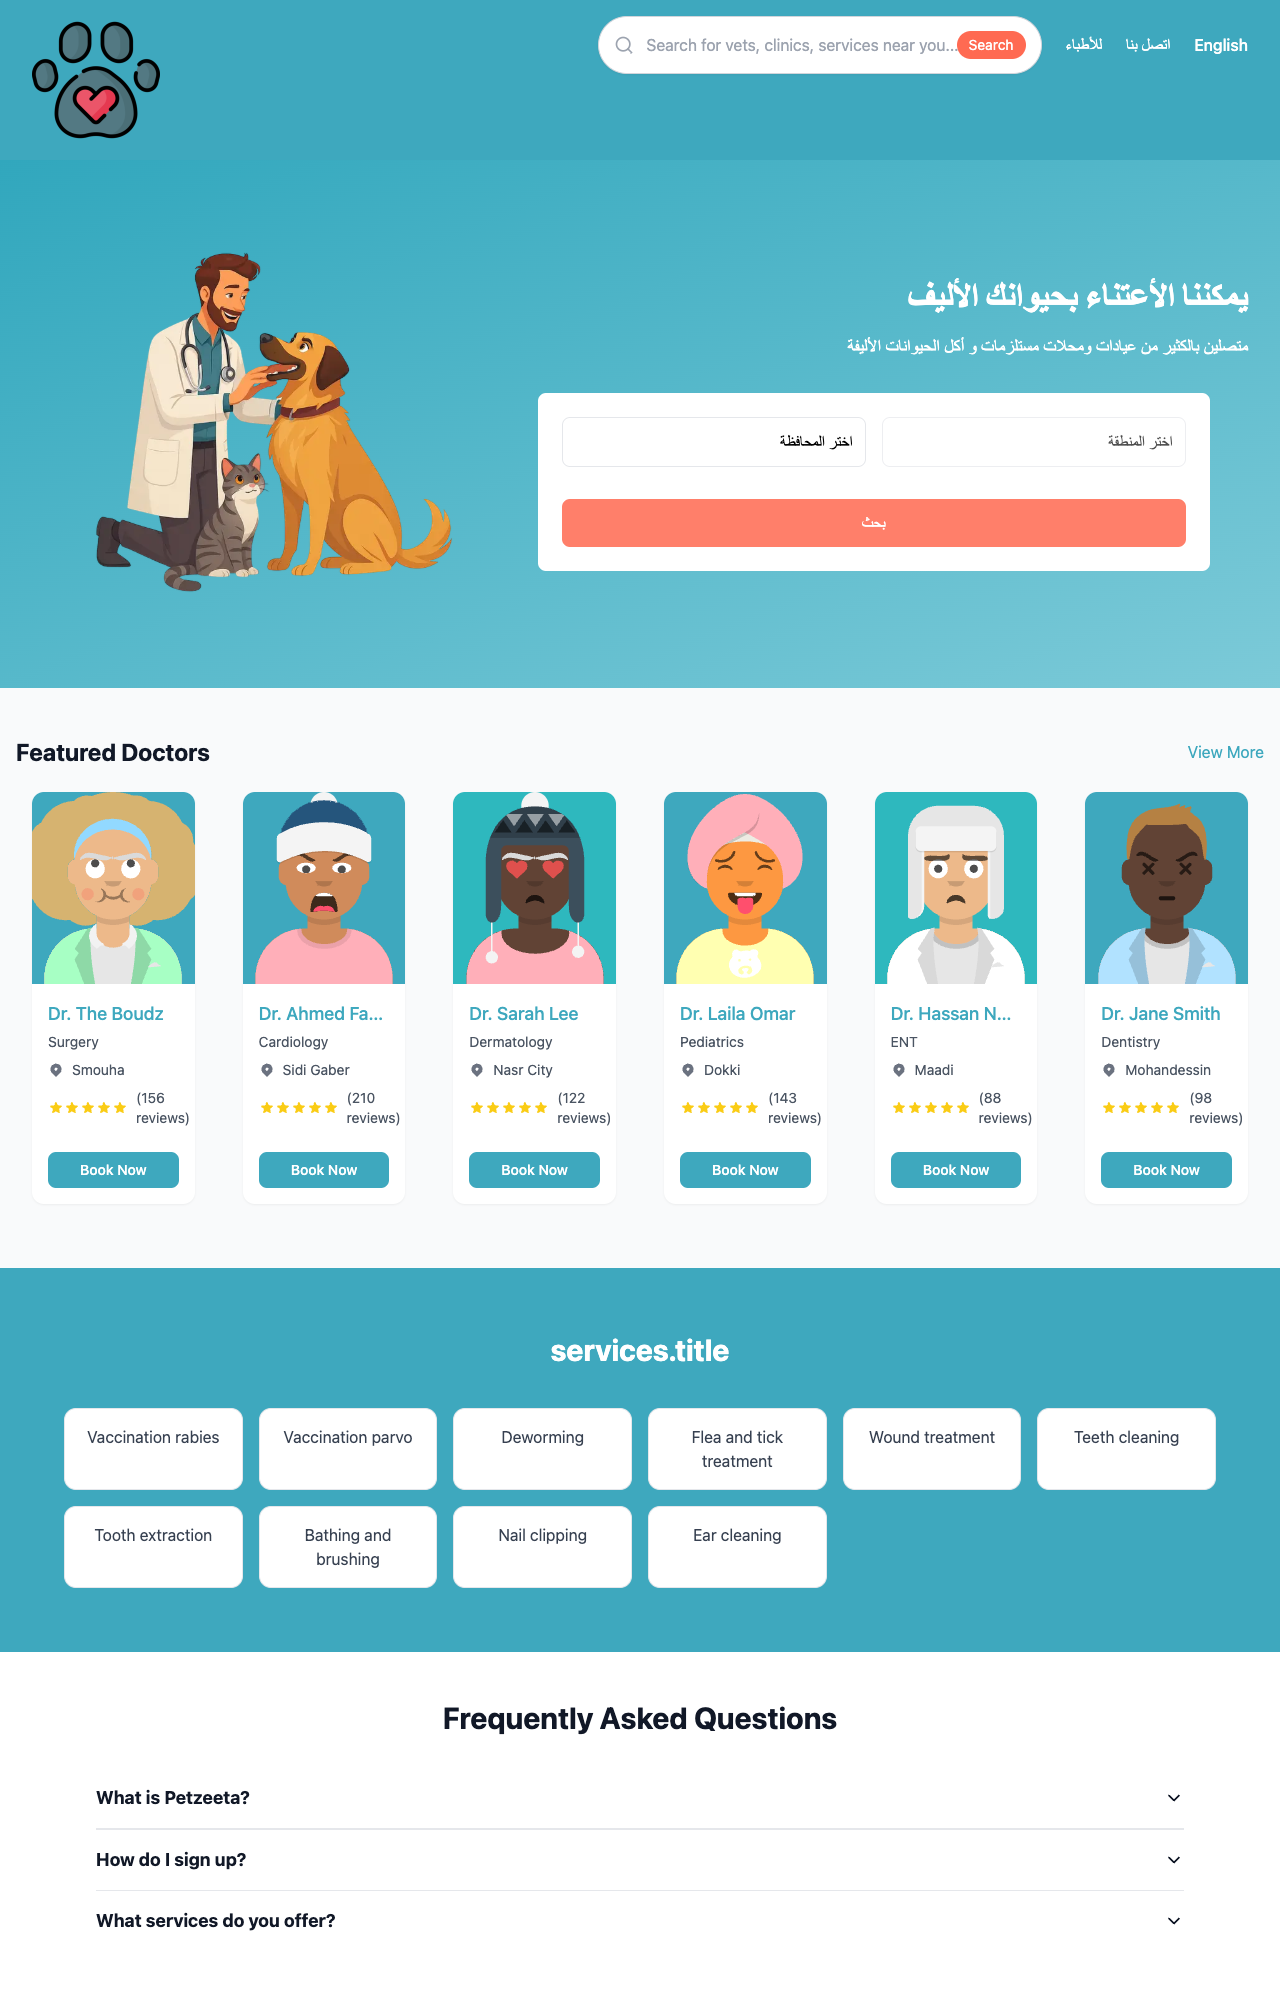 Search for vets, clinics, services near you...
Search
للأطباء
اتصل بنا
English
يمكننا الأعتناء بحيوانك الأليف
متصلين بالكثير من عيادات ومحلات مستلزمات و أكل الحيوانات الأليفة
اختر المحافظة
اختر المنطقة
بحث
Featured Doctors
View More
Dr. The Boudz
Surgery
Smouha
(156
reviews)
Book Now
Dr. Ahmed Fa...
Cardiology
Sidi Gaber
(210
reviews)
Book Now
Dr. Sarah Lee
Dermatology
Nasr City
(122
reviews)
Book Now
Dr. Laila Omar
Pediatrics
Dokki
(143
reviews)
Book Now
Dr. Hassan N...
ENT
Maadi
(88
reviews)
Book Now
Dr. Jane Smith
Dentistry
Mohandessin
(98
reviews)
Book Now
services.title
Vaccination rabies
Vaccination parvo
Deworming
Flea and tick
treatment
Wound treatment
Teeth cleaning
Tooth extraction
Bathing and
brushing
Nail clipping
Ear cleaning
Frequently Asked Questions
What is Petzeeta?
How do I sign up?
What services do you offer?